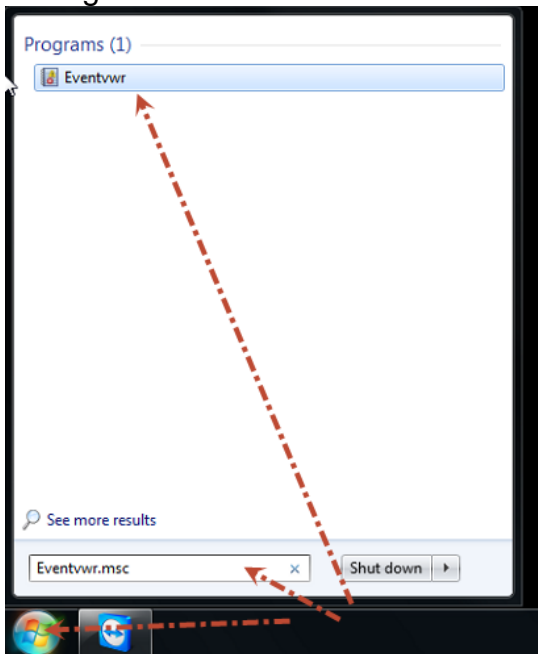 Programs (1)
Eventvwr
See more results
Eventvwr.msc
Shut down